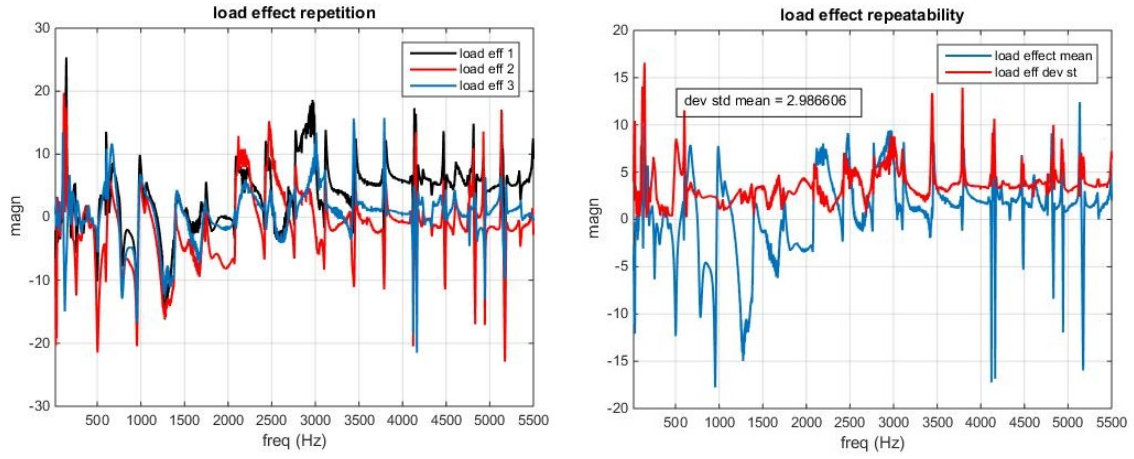 load effect repetition
30
20
10
0
-10
-20
-30
magn
load eff 1
load eff 2
load eff 3
500 1000 1500 2000 2500 3000 3500 4000 4500 5000 5500
freq (Hz)
load effect repeatability
20
15
10
5
0
-5
-10
-15
-20
magn
load effect mean
load eff dev st
dev std mean = 2.986606
500 1000 1500 2000 2500 3000 3500 4000 4500 5000 5500
freq (Hz)